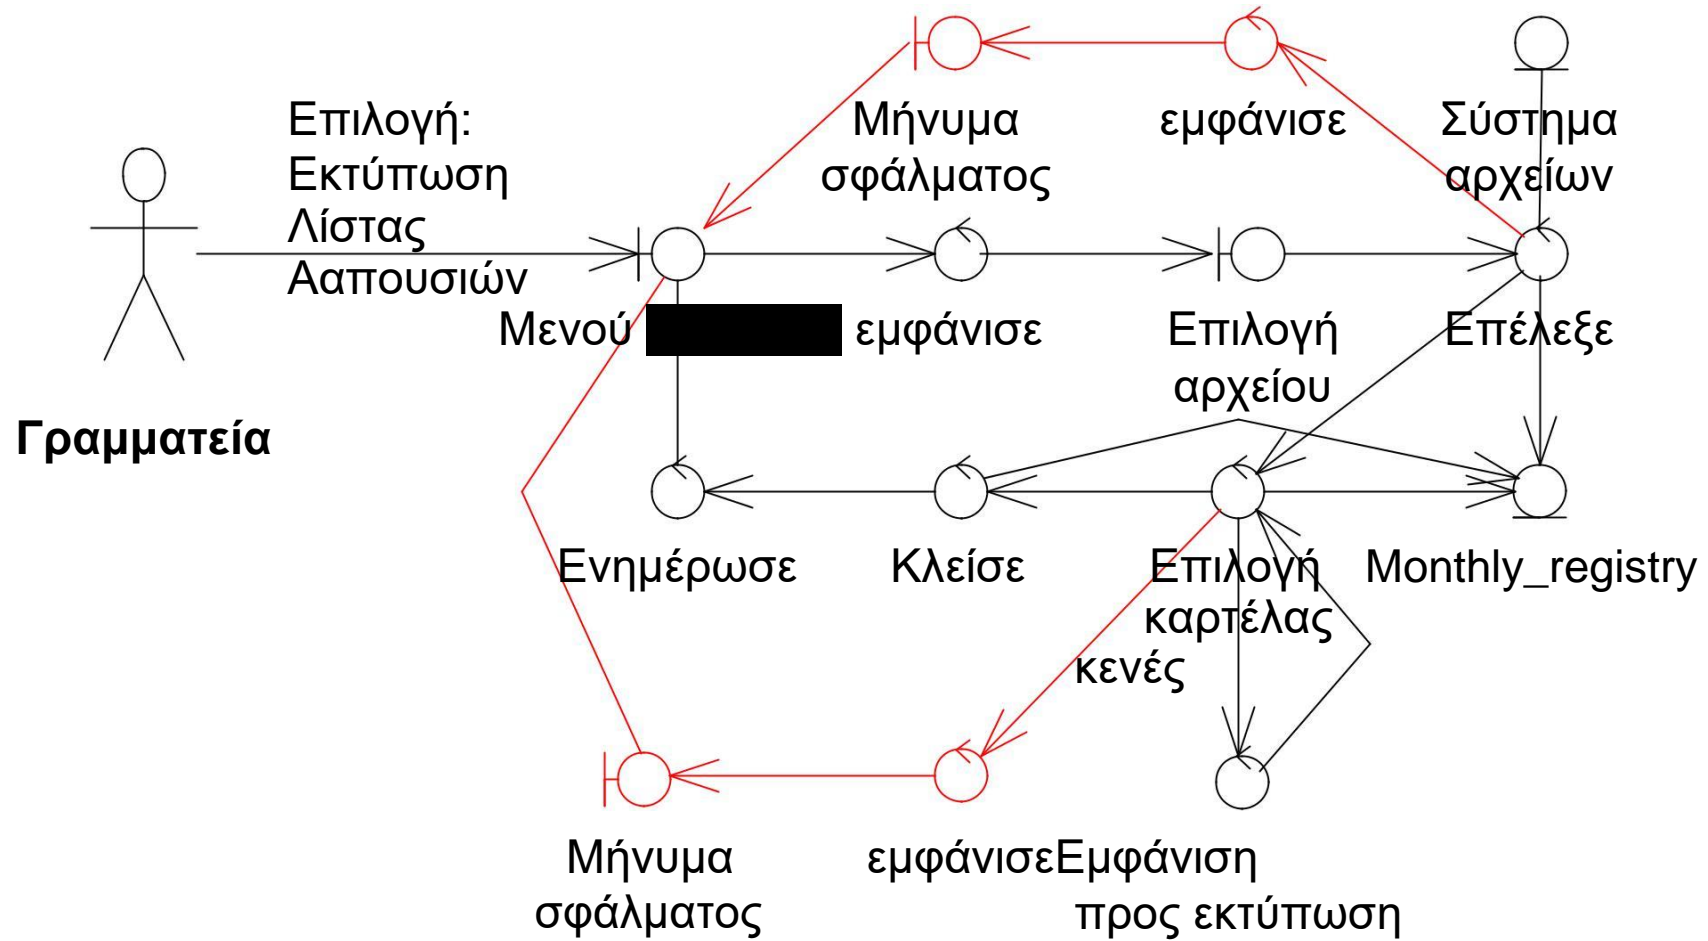 Μήνυμα
σφάλματος
εμφάνισε
Σύστημα
αρχείων
Επιλογή:
Εκτύπωση
Λίστας
Ααπουσιών
Μενού
εμφάνισε
Επιλογή
αρχείου
Επέλεξε
Γραμματεία
Ενημέρωσε
Κλείσε
Επιλογή
καρτέλας
κενές
Monthly_registry
Μήνυμα
σφάλματος
εμφάνισε
Εμφάνιση
προς εκτύπωση